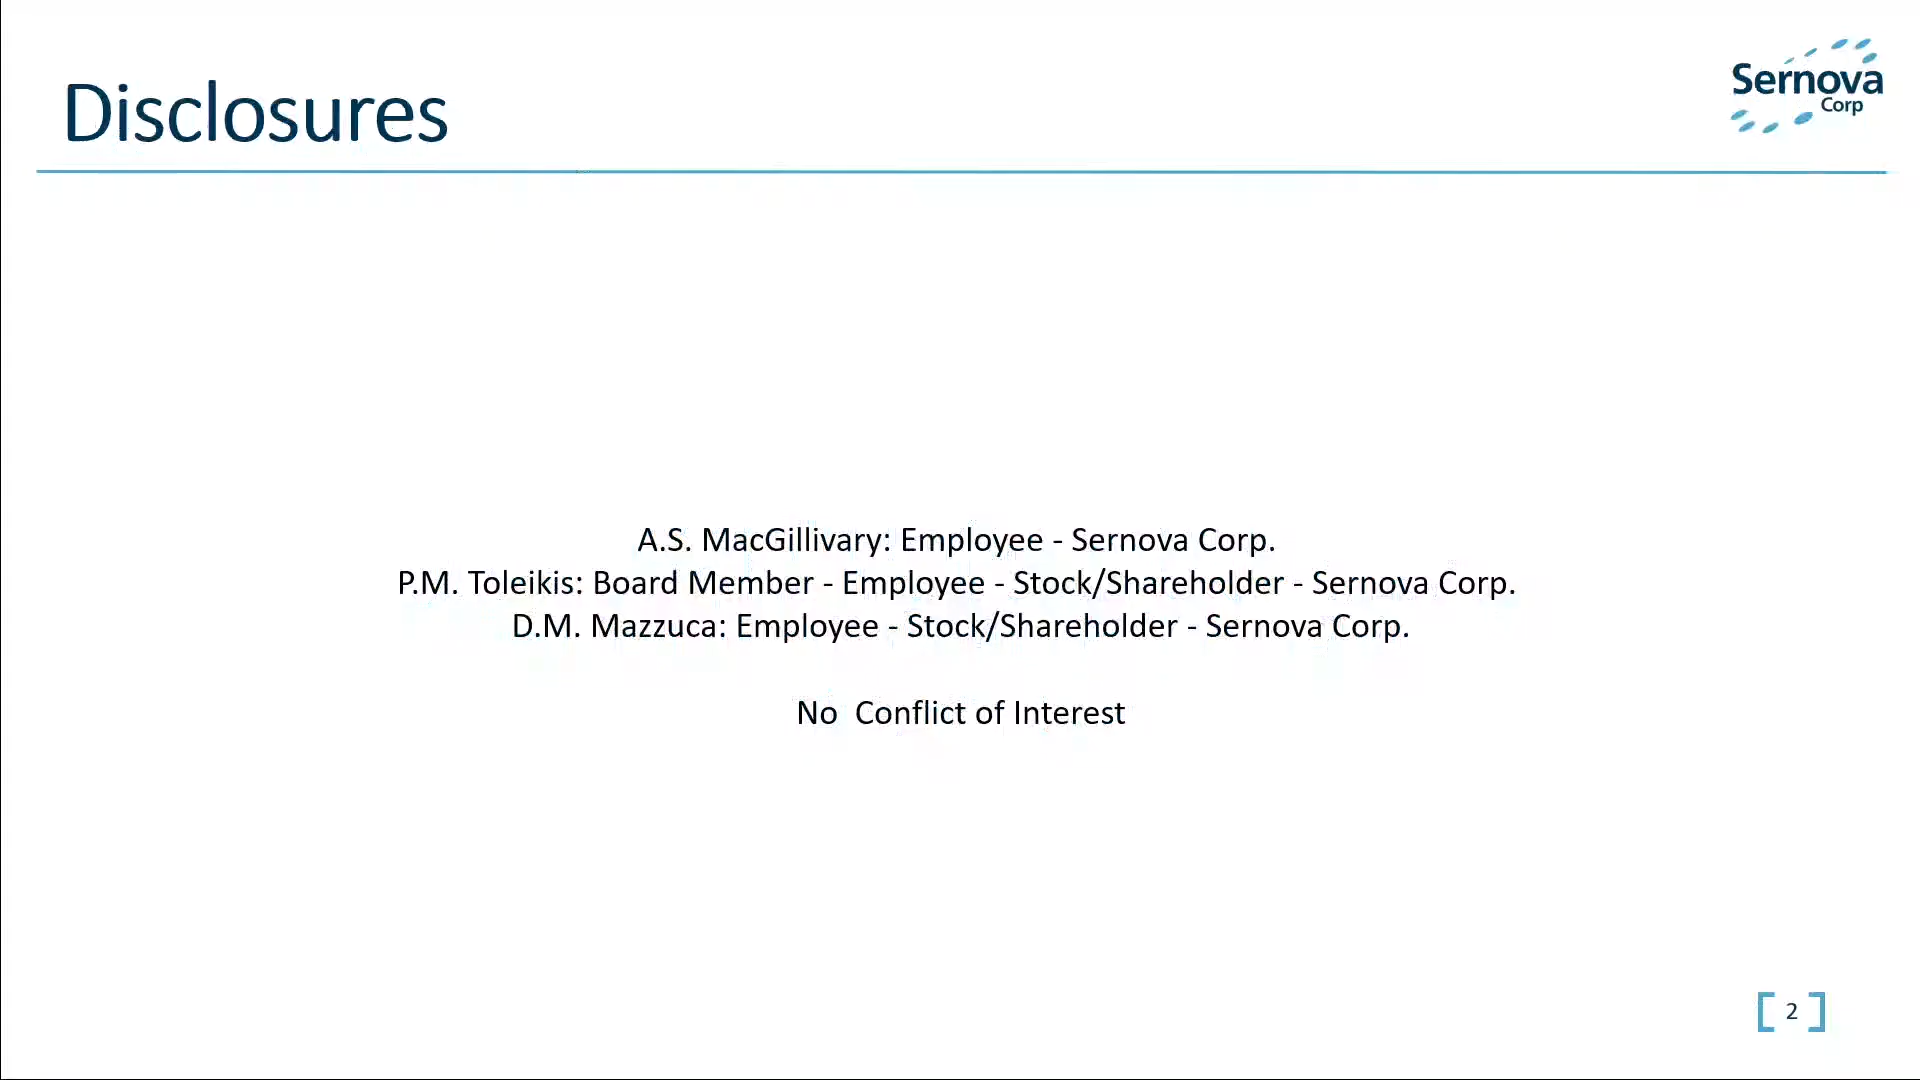 Disclosures
Sernova
Corp
A.S. MacGillivary: Employee - Sernova Corp.
P.M. Toleikis: Board Member - Employee - Stock/Shareholder - Sernova Corp.
D.M. Mazzuca: Employee - Stock/Shareholder - Sernova Corp.
No  Conflict of Interest
[ 2 ]